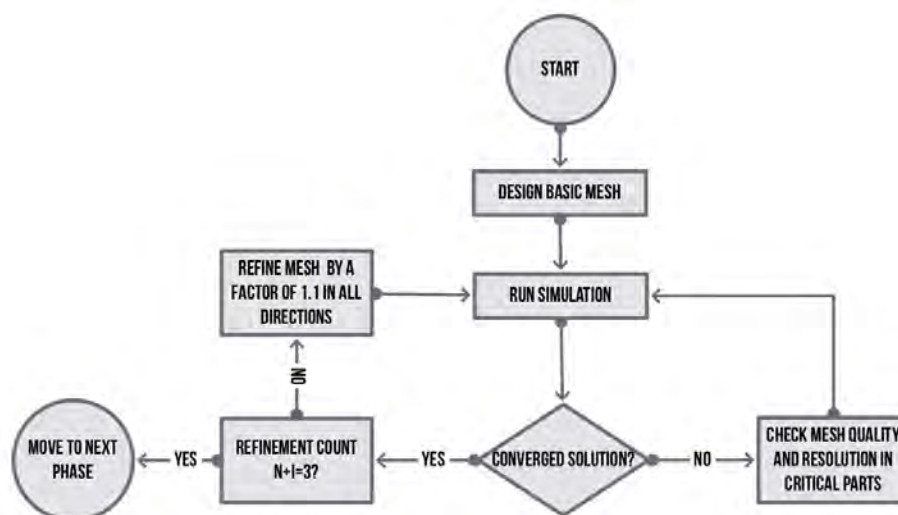 START
DESIGN BASIC MESH
REFINE MESH BY A
FACTOR OF 1.1 IN ALL
DIRECTIONS
RUN SIMULATION
NO
MOVE TO NEXT
PHASE
YES
REFINEMENT COUNT
N+I=3?
YES
CONVERGED SOLUTION?
NO
CHECK MESH QUALITY
AND RESOLUTION IN
CRITICAL PARTS